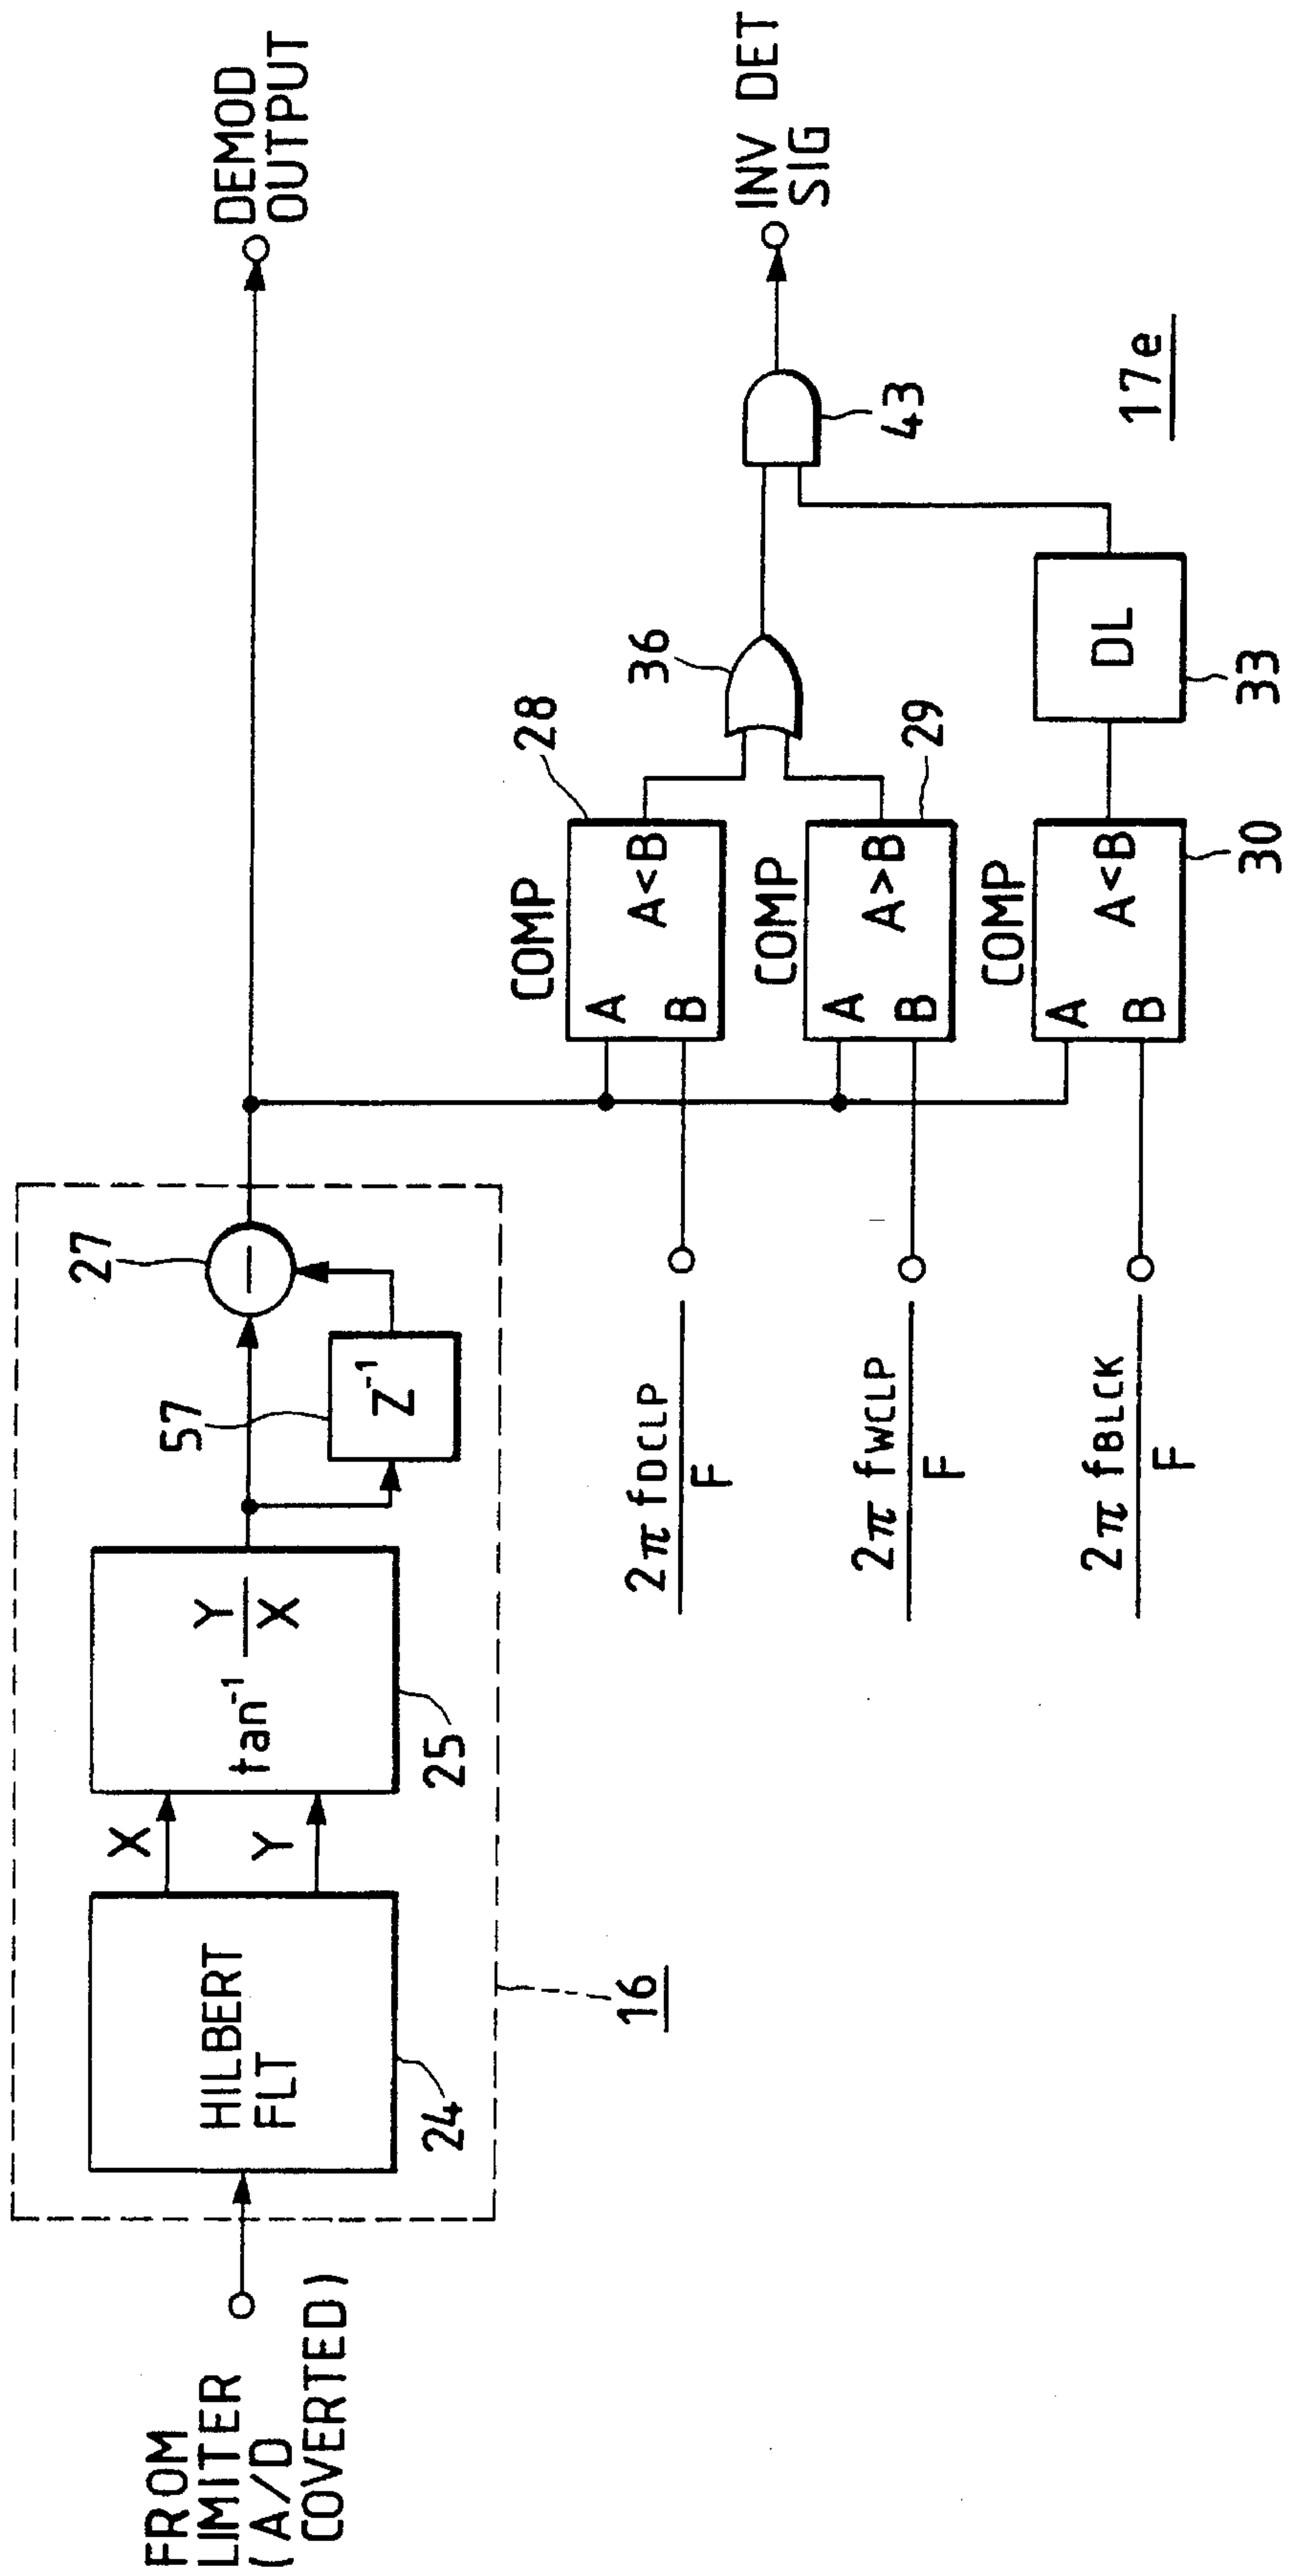 FROM
LIMITER
(A/D
COVERTED)
HILBERT
FLT
24
X
Y
tan⁻¹ Y/X
25
57
Z⁻¹
27
−
16
DEMOD
OUTPUT
2π fDCLP
F
2π fWCLP
F
2π fBLCK
F
COMP
A
B
A<B
28
COMP
A
B
A>B
29
COMP
A
B
A<B
30
36
DL
33
43
INV DET
SIG
17e